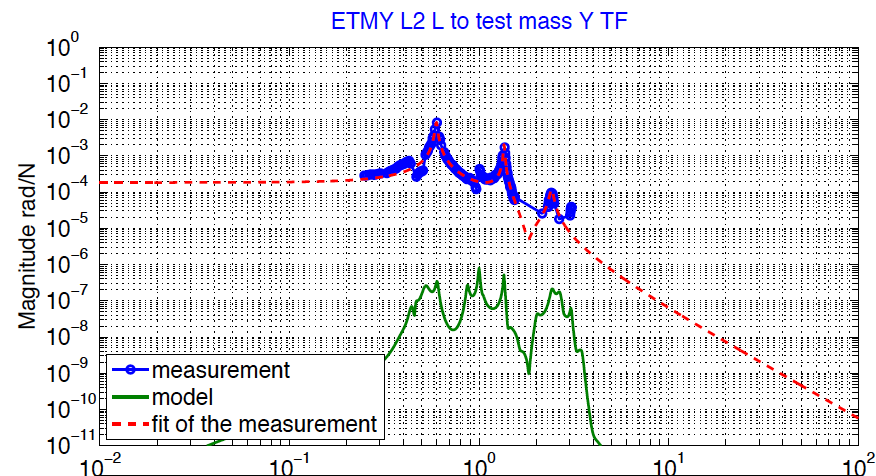 ETMY L2 L to test mass Y TF
Magnitude rad/N
10^0
10^-1
10^-2
10^-3
10^-4
10^-5
10^-6
10^-7
10^-8
10^-9
10^-10
10^-11
measurement
model
fit of the measurement
10^-2 10^-1 10^0 10^1 10^2